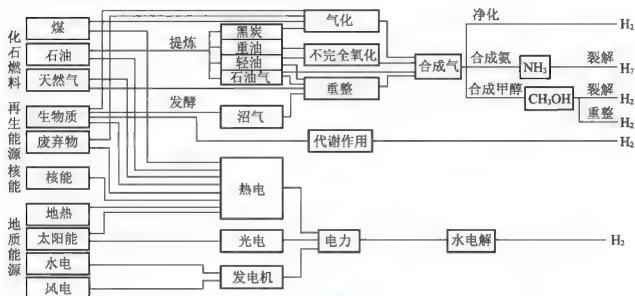 化石燃料
煤
石油
天然气
再生能源
生物质
废弃物
核能
核能
地质能源
地热
太阳能
水电
风电
提炼
黑炭
重油
轻油
石油气
发酵
沼气
气化
不完全氧化
重整
代谢作用
热电
光电
发电机
电力
水电解
合成气
净化
H₂
合成氨
NH₃
裂解
H₇
合成甲醇
CH₃OH
裂解
H₂
重整
H₂
H₂
H₂